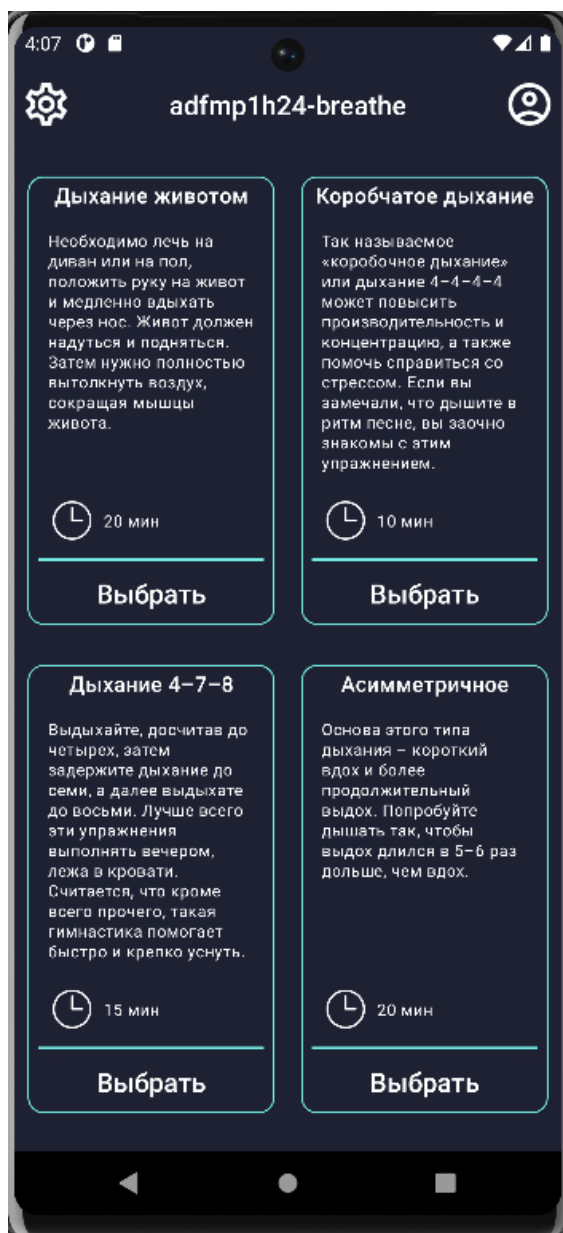 4:07
adfmp1h24-breathe
Дыхание животом
Необходимо лечь на
диван или на пол,
положить руку на живот
и медленно вдыхать
через нос. Живот должен
надуться и подняться.
Затем нужно полностью
вытолкнуть воздух,
сокращая мышцы
живота.
20 мин
Выбрать
Коробчатое дыхание
Так называемое
«коробочное дыхание»
или дыхание 4–4–4–4
может повысить
производительность и
концентрацию, а также
помочь справиться со
стрессом. Если вы
замечали, что дышите в
ритм песне, вы заочно
знакомы с этим
упражнением.
10 мин
Выбрать
Дыхание 4–7–8
Выдыхайте, досчитав до
четырех, затем
задержите дыхание до
семи, а далее выдыхате
до восьми. Лучше всего
эти упражнения
выполнять вечером,
лежа в кровати.
Считается, что кроме
всего прочего, такая
гимнастика помогает
быстро и крепко уснуть.
15 мин
Выбрать
Асимметричное
Основа этого типа
дыхания – короткий
вдох и более
продолжительный
выдох. Попробуйте
дышать так, чтобы
выдох длился в 5–6 раз
дольше, чем вдох.
20 мин
Выбрать